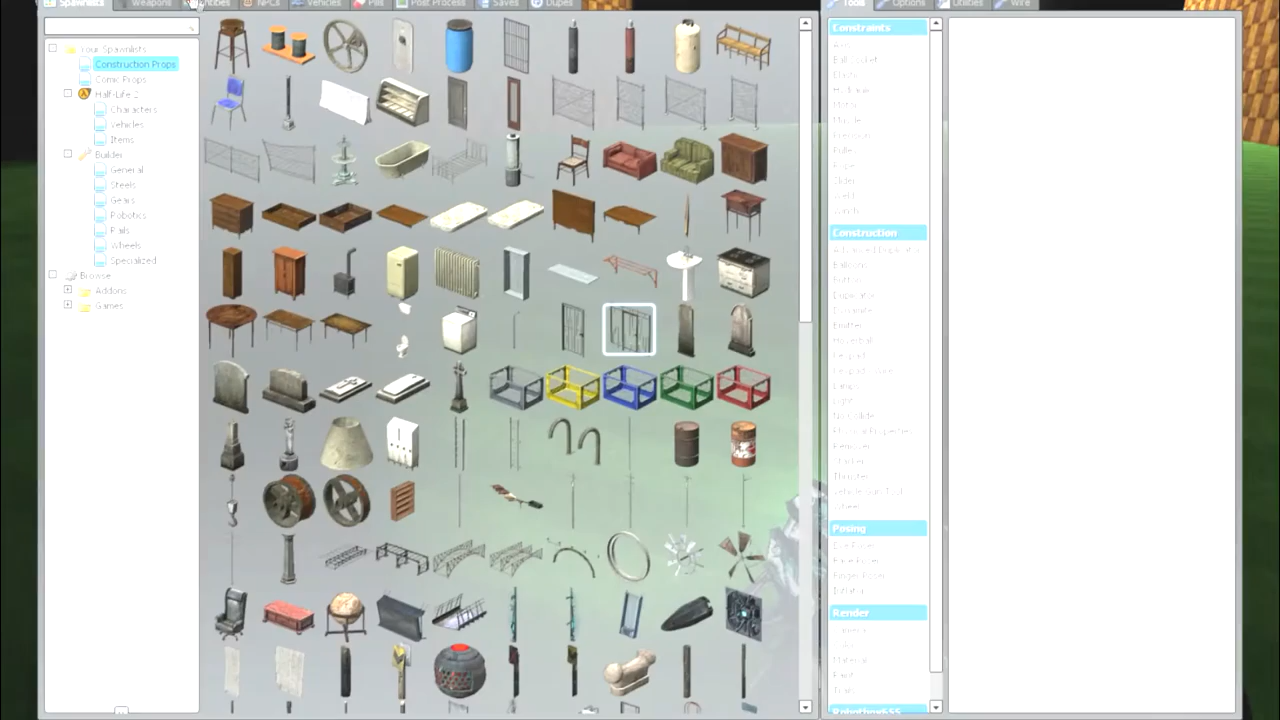 Spawnlists Weapons Entities NPCs Vehicles Pills Post Process Saves Dupes
Your Spawnlists
Construction Props
Comic Props
Half-Life 2
Characters
Vehicles
Items
Builder
General
Steels
Gears
Robotics
Rails
Wheels
Specialized
Browse
Addons
Games
Tools Options Utilities Wire
Constraints
Axis
Ball Socket
Elastic
Hydraulic
Motor
Muscle
Pulley
Rope
Slider
Weld
Winch
Construction
Balloons
Button
Duplicator
Dynamite
Emitter
Hoverball
Lamps
Light
No Collide
Physical Properties
Remover
Thruster
Wheel
Posing
Eye Poser
Face Poser
Finger Poser
Inflator
Render
Camera
Color
Material
Paint
Trails